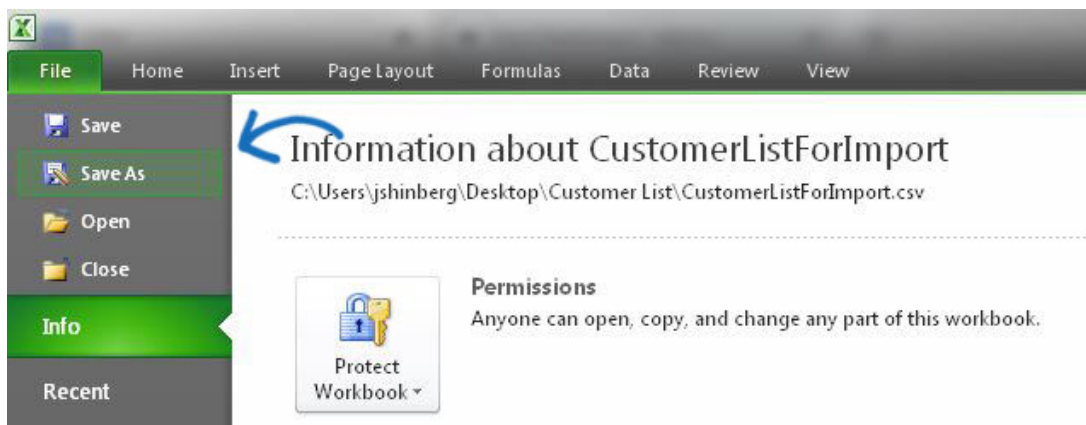 File Home Insert Page Layout Formulas Data Review View
Save
Save As
Open
Close
Info
Recent
Information about CustomerListForImport
C:\Users\jshinberg\Desktop\Customer List\CustomerListForImport.csv
Permissions
Anyone can open, copy, and change any part of this workbook.
Protect
Workbook